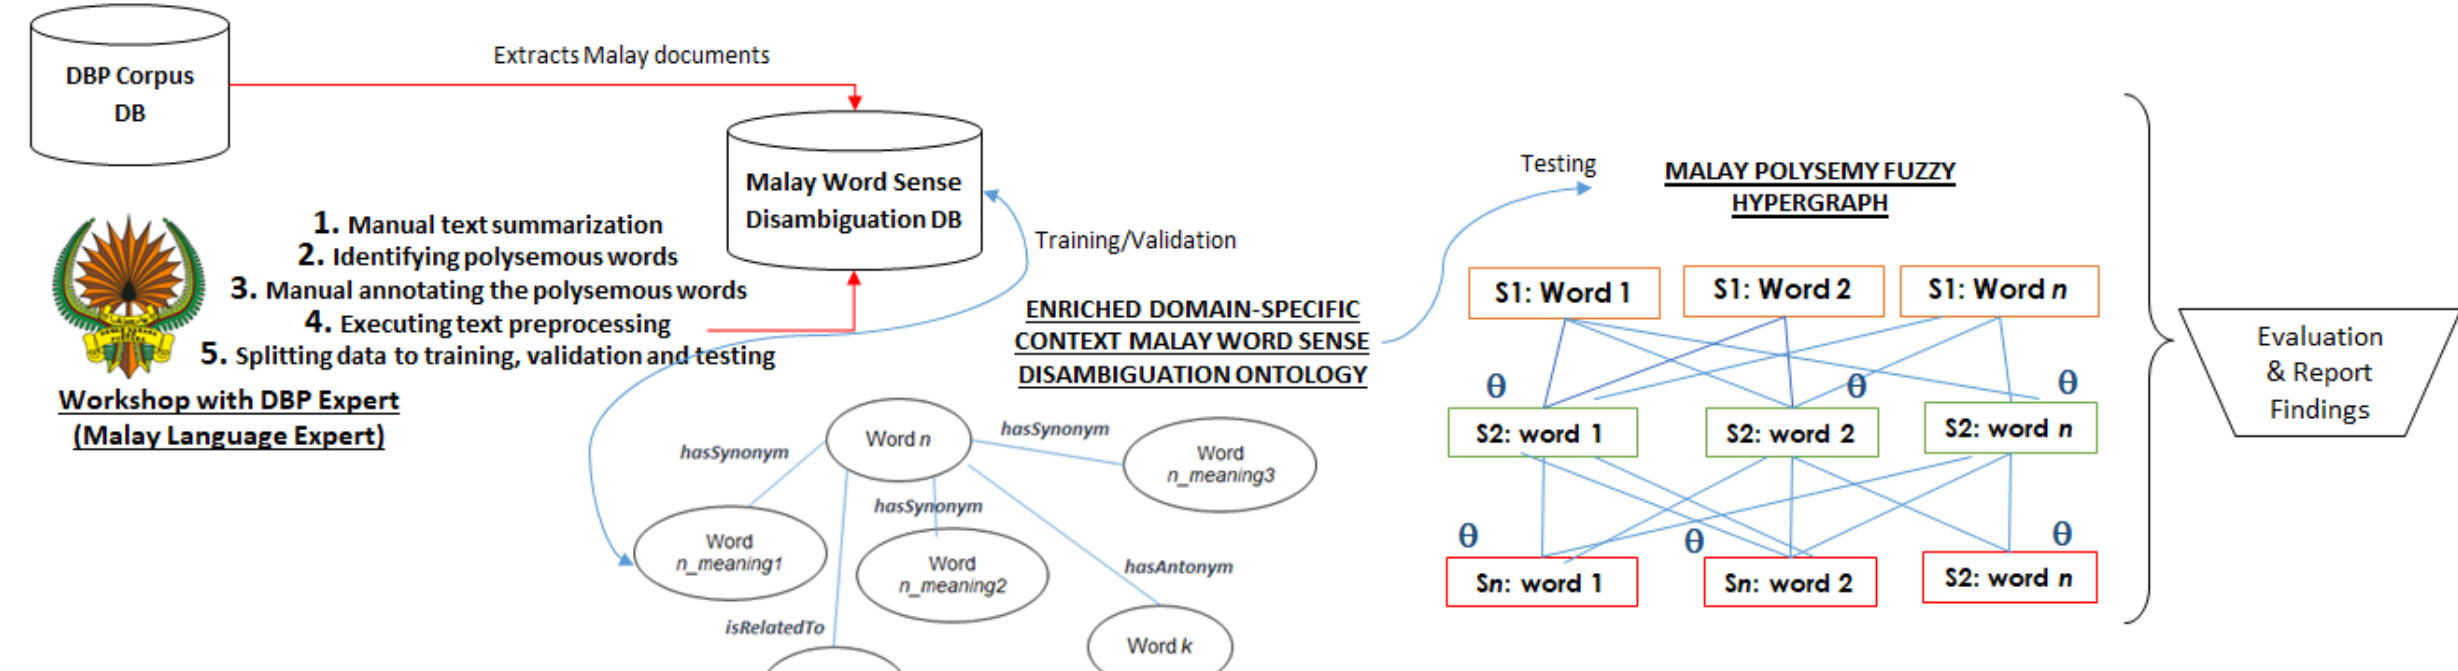 DBP Corpus
DB
Extracts Malay documents
Malay Word Sense
Disambiguation DB
1. Manual text summarization
2. Identifying polysemous words
3. Manual annotating the polysemous words
4. Executing text preprocessing
5. Splitting data to training, validation and testing
Workshop with DBP Expert
(Malay Language Expert)
Training/Validation
ENRICHED DOMAIN-SPECIFIC
CONTEXT MALAY WORD SENSE
DISAMBIGUATION ONTOLOGY
Word n
hasSynonym
hasSynonym
hasSynonym
Word
n_meaning1
Word
n_meaning2
Word
n_meaning3
isRelatedTo
hasAntonym
Word k
Testing
MALAY POLYSEMY FUZZY
HYPERGRAPH
S1: Word 1
S1: Word 2
S1: Word n
θ
θ
θ
S2: word 1
S2: word 2
S2: word n
θ
θ
θ
Sn: word 1
Sn: word 2
S2: word n
Evaluation
& Report
Findings